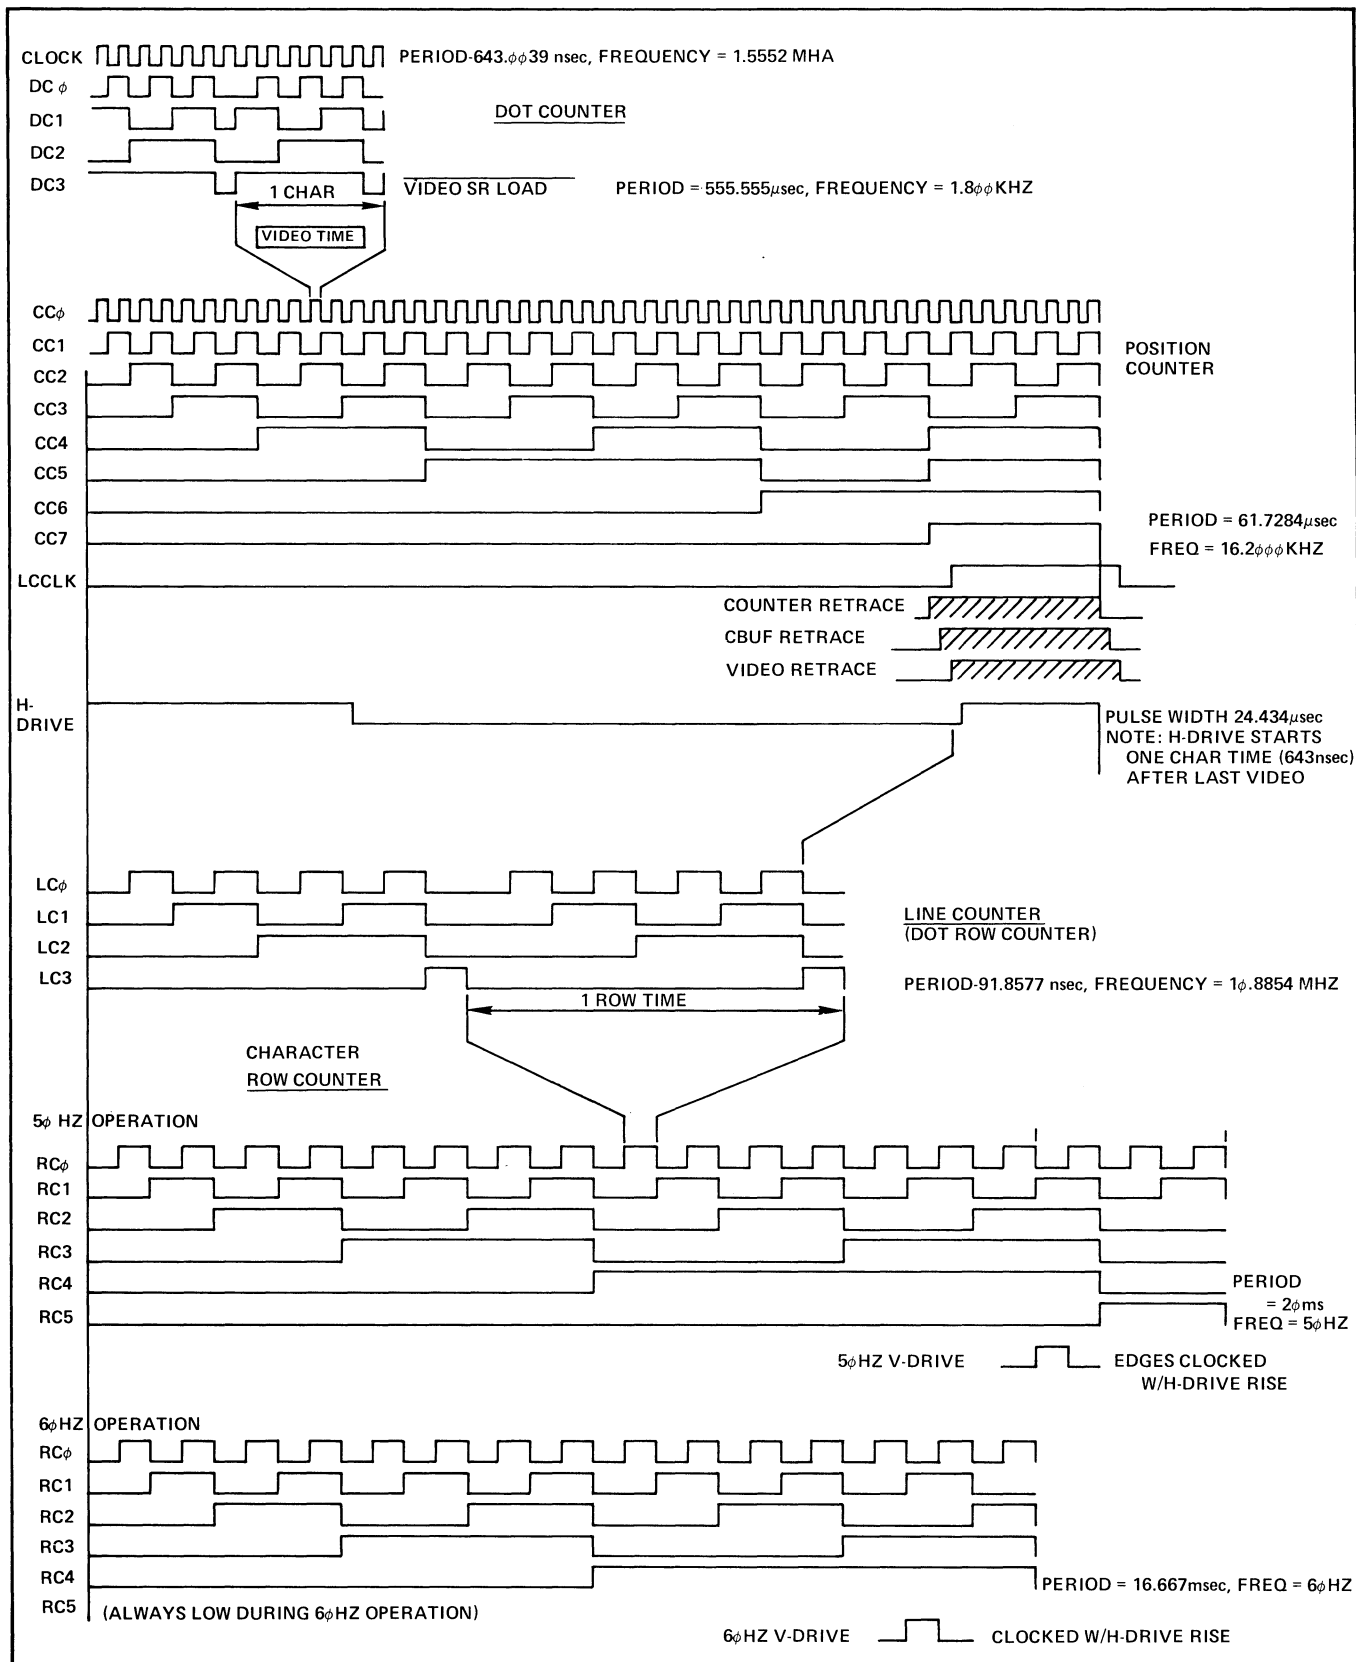 CLOCK PERIOD-643.ϕϕ39 nsec, FREQUENCY = 1.5552 MHA
DC ϕ
DC1 DOT COUNTER
DC2
DC3 1 CHAR VIDEO SR LOAD PERIOD = 555.555μsec, FREQUENCY = 1.8ϕϕ KHZ
VIDEO TIME
CCϕ
CC1 POSITION
COUNTER
CC2
CC3
CC4
CC5
CC6
PERIOD = 61.7284μsec
CC7
FREQ = 16.2ϕϕϕ KHZ
LCCLK
COUNTER RETRACE
CBUF RETRACE
VIDEO RETRACE
H-
DRIVE
PULSE WIDTH 24.434μsec
NOTE: H-DRIVE STARTS
ONE CHAR TIME (643nsec)
AFTER LAST VIDEO
LCϕ
LC1 LINE COUNTER
(DOT ROW COUNTER)
LC2
LC3 PERIOD-91.8577 nsec, FREQUENCY = 1ϕ.8854 MHZ
1 ROW TIME
CHARACTER
ROW COUNTER
5ϕ HZ OPERATION
RCϕ
RC1
RC2
RC3
RC4 PERIOD
= 2ϕms
RC5 FREQ = 5ϕHZ
5ϕHZ V-DRIVE EDGES CLOCKED
W/H-DRIVE RISE
6ϕHZ OPERATION
RCϕ
RC1
RC2
RC3
RC4 PERIOD = 16.667msec, FREQ = 6ϕHZ
RC5 (ALWAYS LOW DURING 6ϕHZ OPERATION)
6ϕHZ V-DRIVE CLOCKED W/H-DRIVE RISE